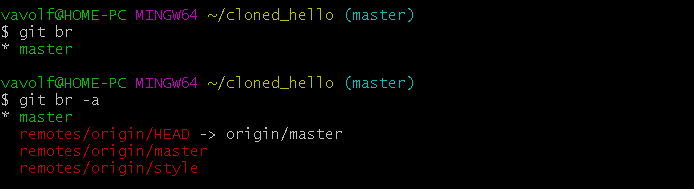 vavolf@HOME-PC MINGW64 ~/cloned_hello (master)
$ git br
* master
vavolf@HOME-PC MINGW64 ~/cloned_hello (master)
$ git br -a
* master
remotes/origin/HEAD -> origin/master
remotes/origin/master
remotes/origin/style